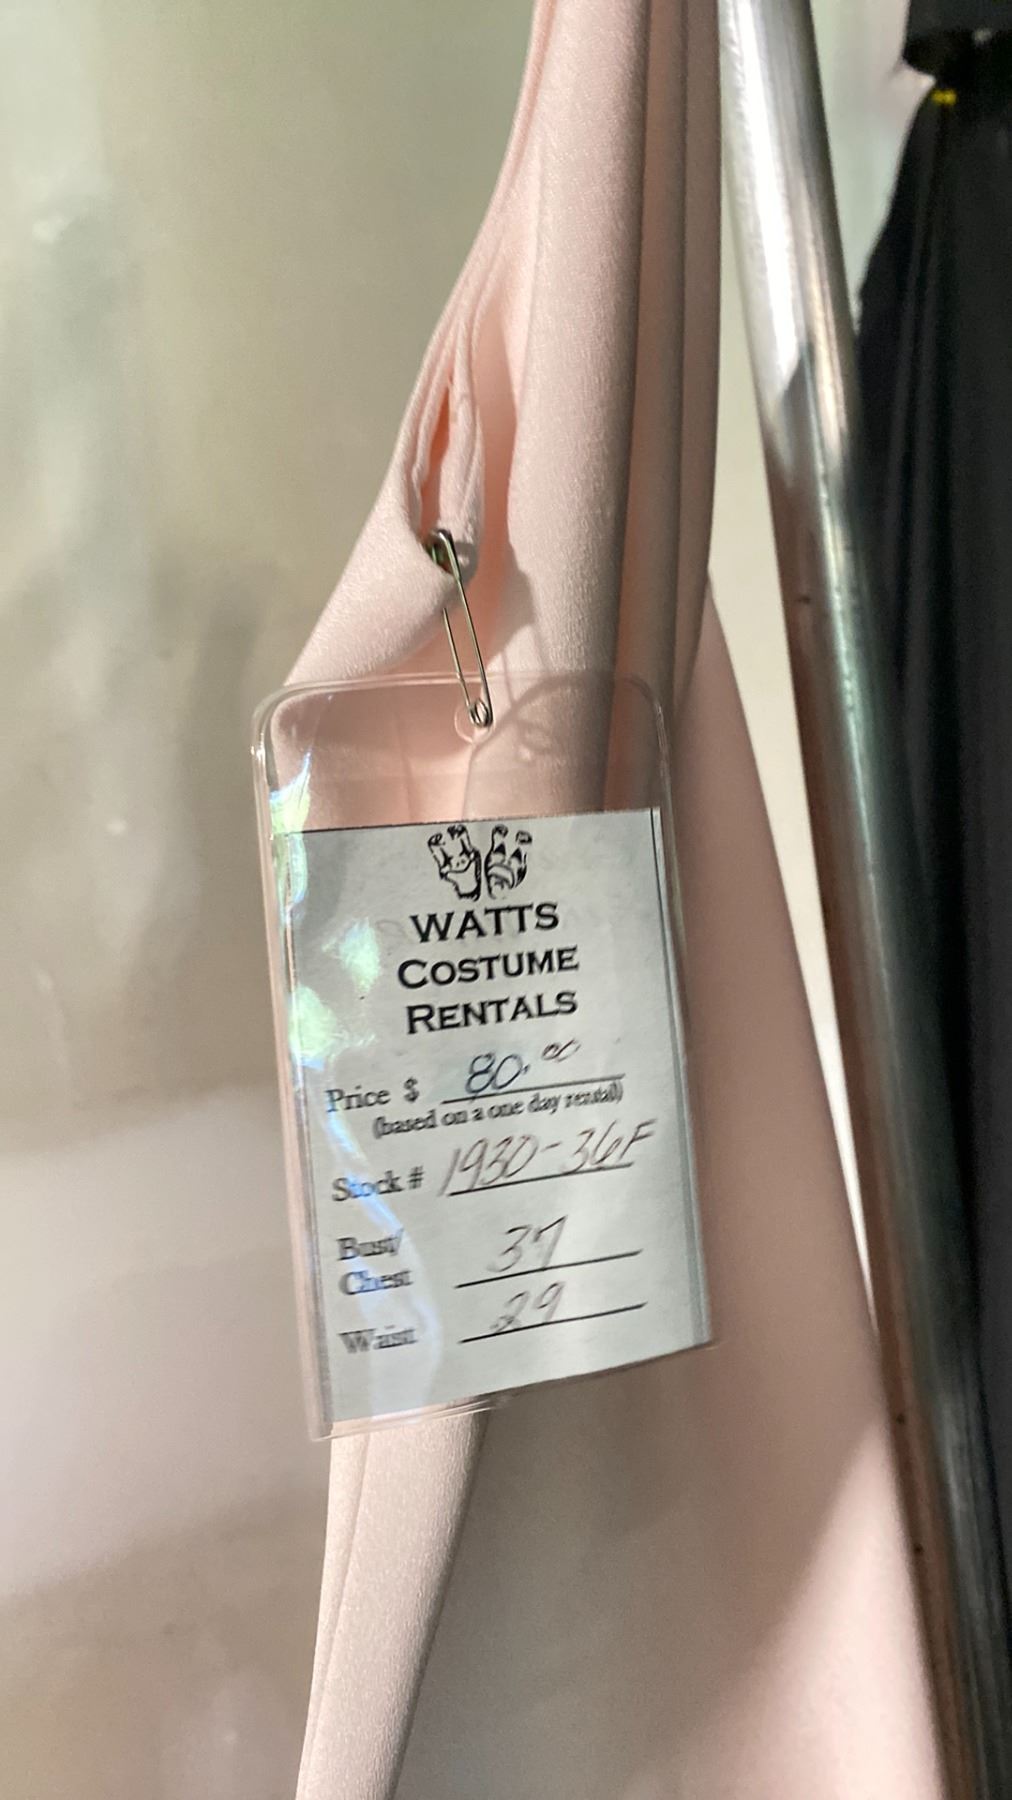 WATTS
COSTUME
RENTALS
Price $ 80.00
(based on a one day rental)
Stock # 1930-36F
Bust/
Chest 37
Waist 29